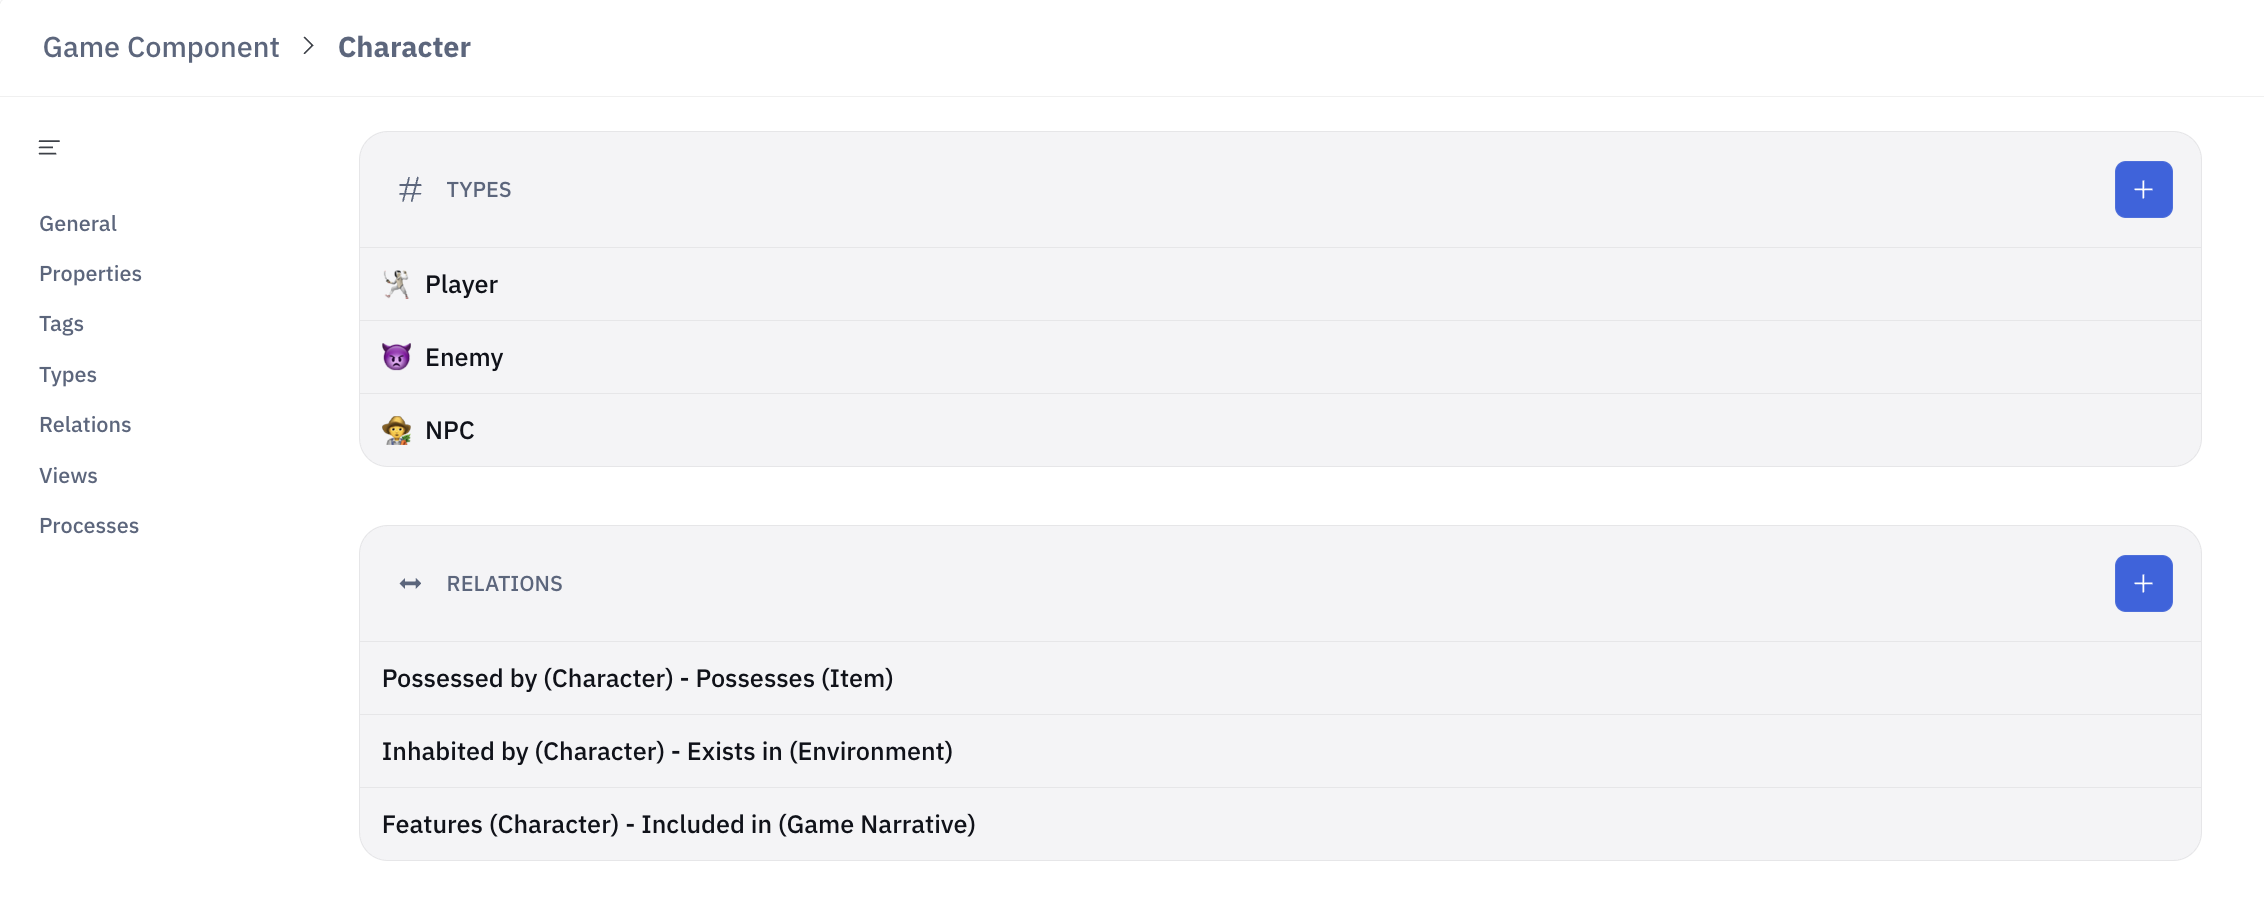 Game Component > Character
General
Properties
Tags
Types
Relations
Views
Processes
# TYPES
+
Player
Enemy
NPC
RELATIONS
+
Possessed by (Character) - Possesses (Item)
Inhabited by (Character) - Exists in (Environment)
Features (Character) - Included in (Game Narrative)